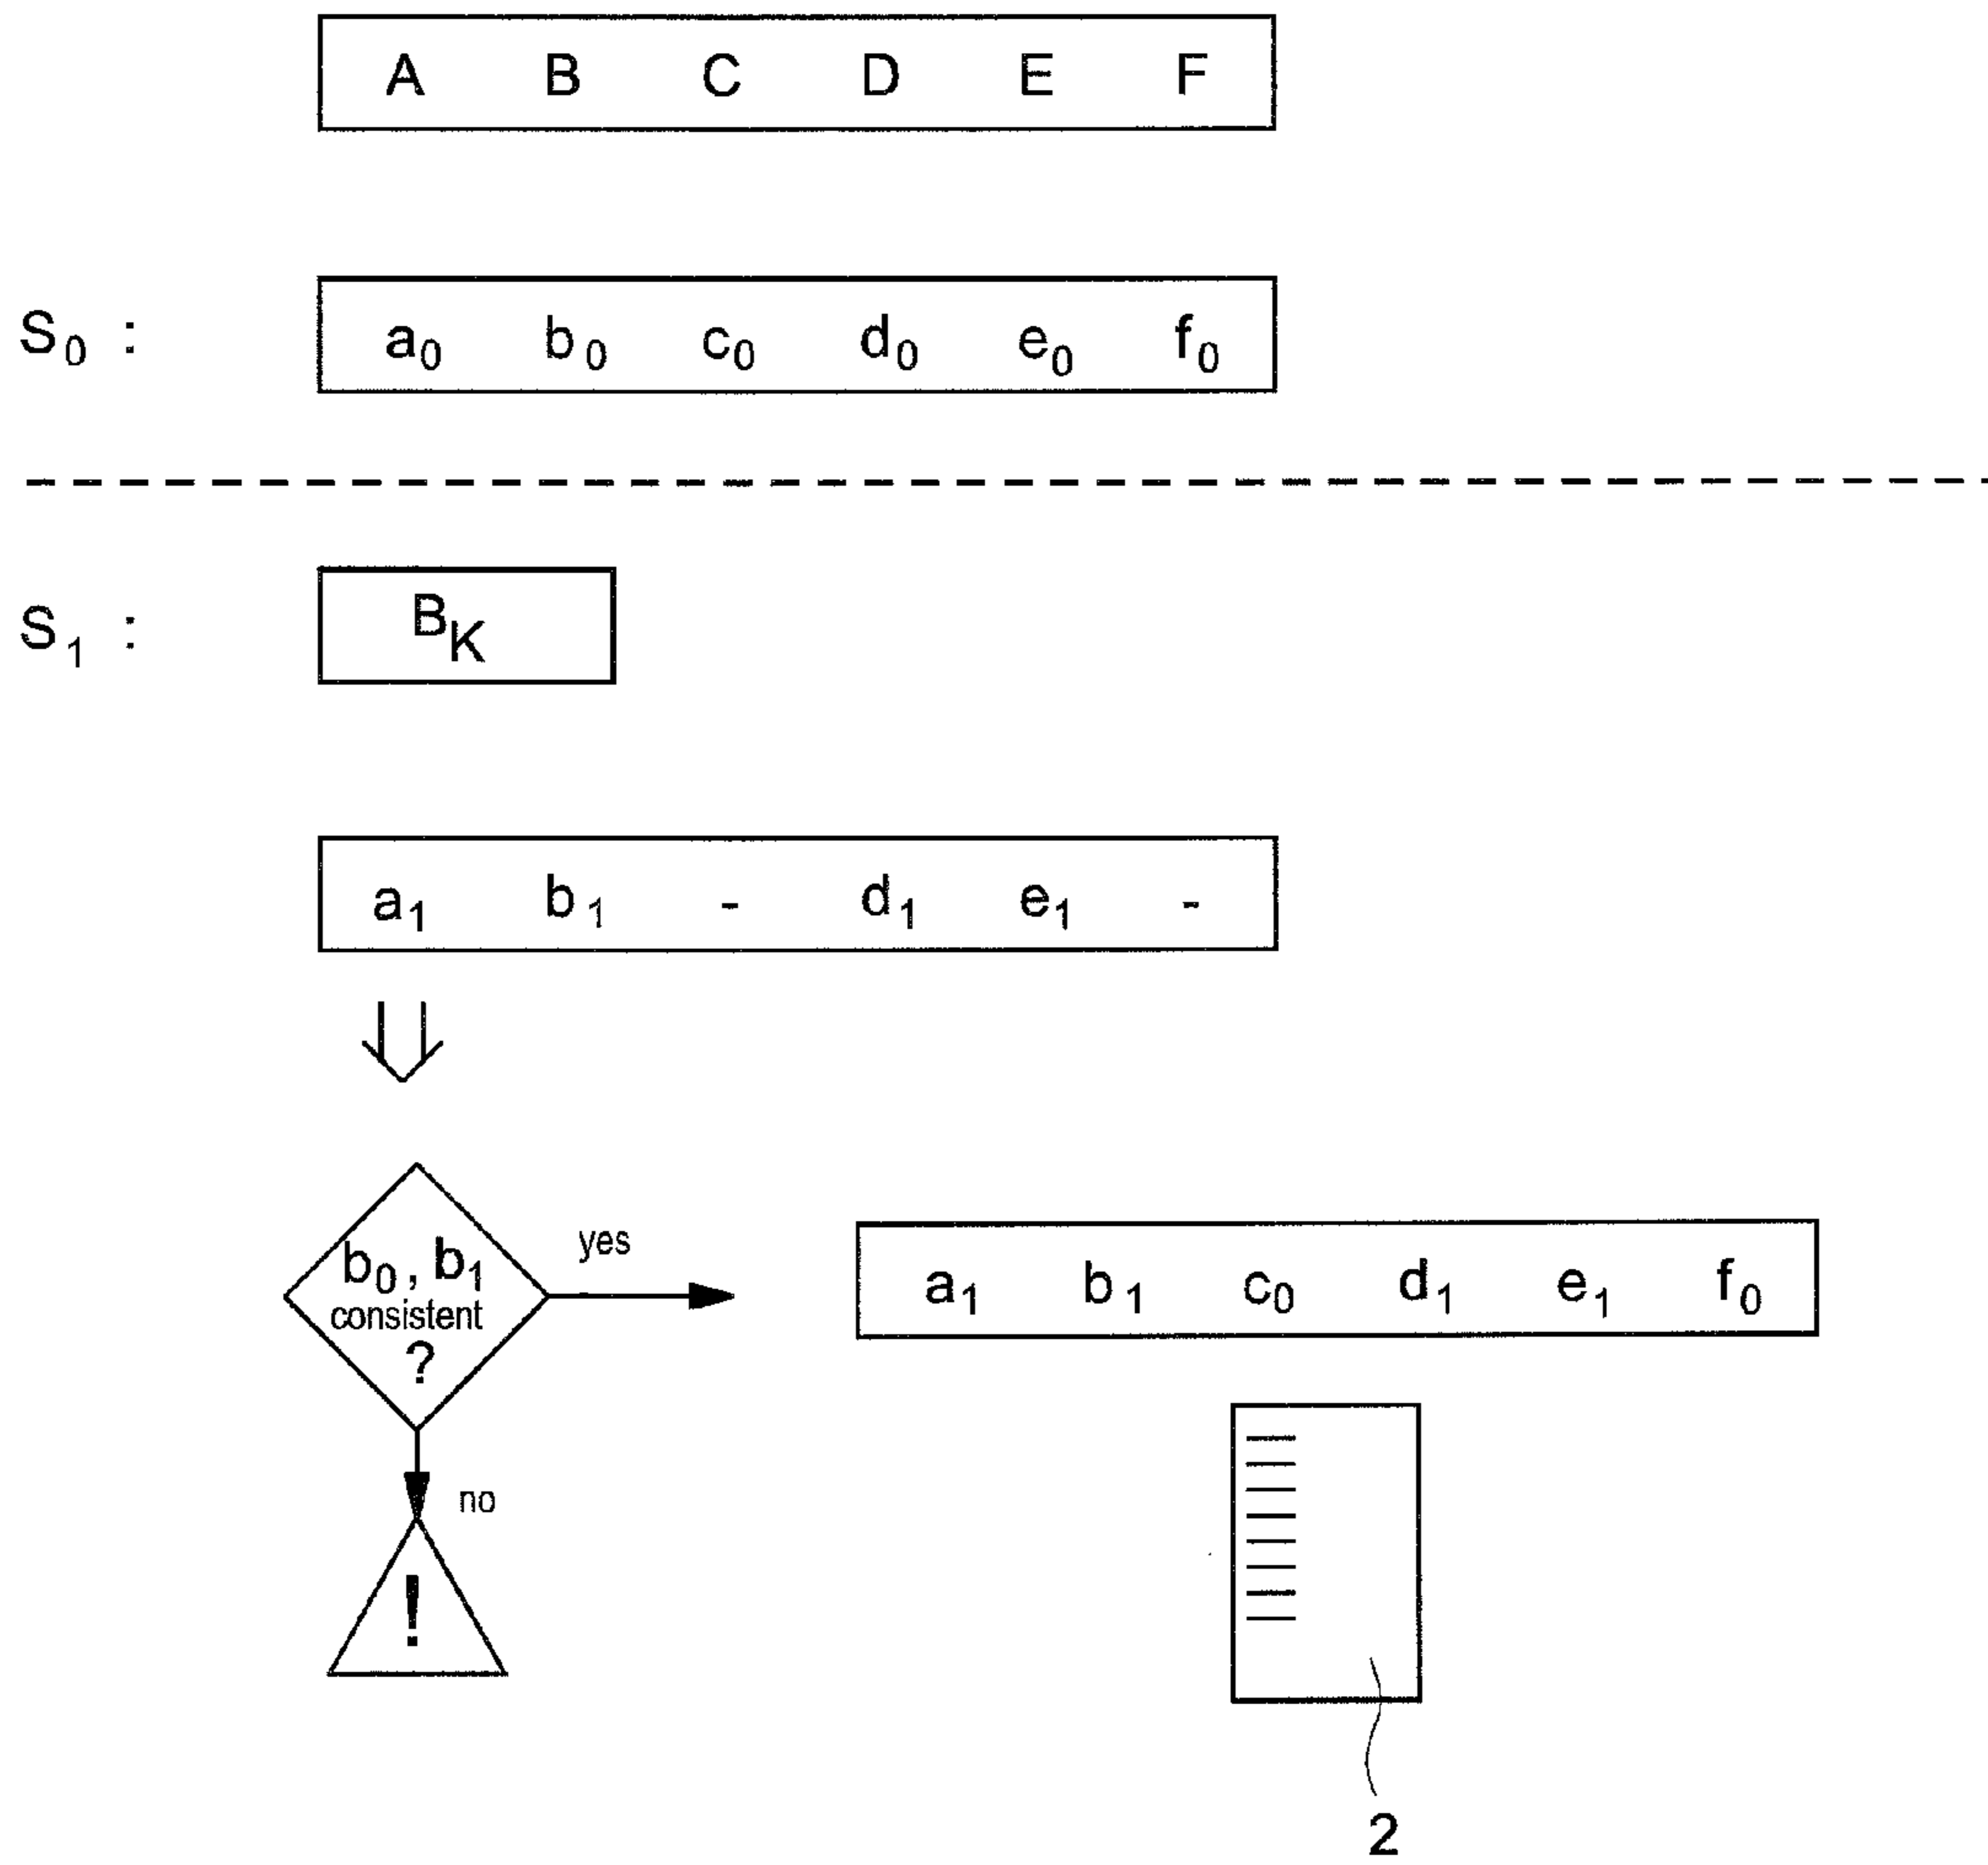 A B C D E F
S₀ : a₀ b₀ c₀ d₀ e₀ f₀
S₁ : B_K
a₁ b₁ - d₁ e₁ -
b₀, b₁
consistent
?
yes
a₁ b₁ c₀ d₁ e₁ f₀
no
!
2